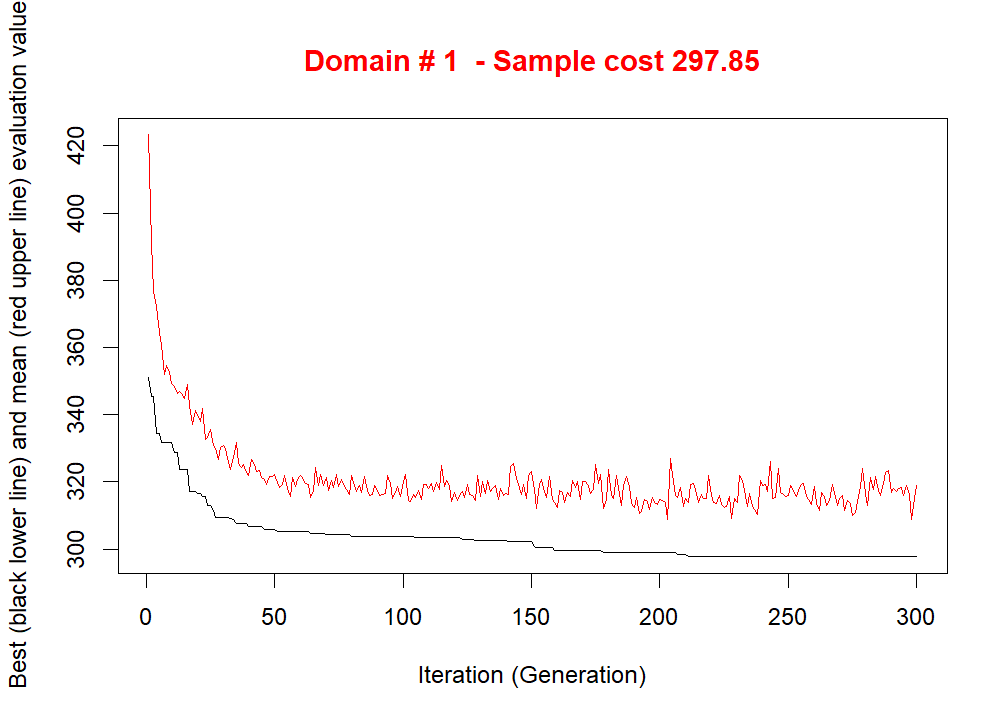 Domain # 1  - Sample cost 297.85
Best (black lower line) and mean (red upper line) evaluation value
420
400
380
360
340
320
300
0 50 100 150 200 250 300
Iteration (Generation)